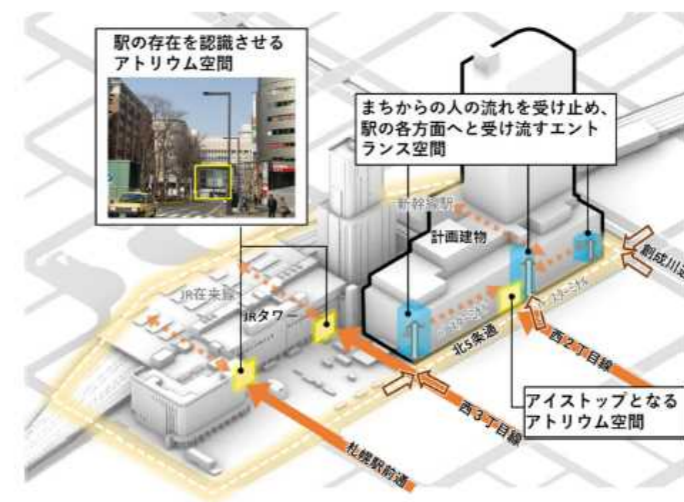 駅の存在を認識させる
アトリウム空間
まちからの人の流れを受け止め、
駅の各方面へと受け流すエント
ランス空間
新幹線駅
計画建物
創成川通
JR在来線
JRタワー
北5条通
西2丁目線
アイストップとなる
アトリウム空間
西3丁目線
札幌駅前通